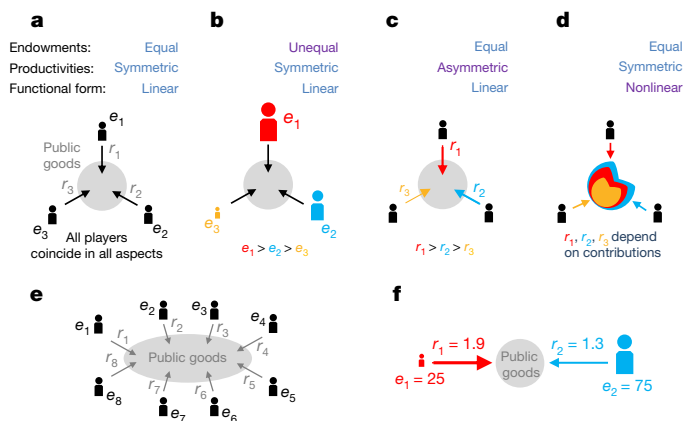 a b c d
Endowments: Equal Unequal Equal Equal
Productivities: Symmetric Symmetric Asymmetric Symmetric
Functional form: Linear Linear Linear Nonlinear
e1
Public
goods
r1
r3
r2
e3
e2
All players
coincide in all aspects
e1
e3
e2
e1 > e2 > e3
r1
r3
r2
r1 > r2 > r3
r1, r2, r3 depend
on contributions
e
e1
e2
e3
e4
r1
r2
r3
r4
Public goods
r8
r7
r6
r5
e8
e7
e6
e5
f
r1 = 1.9
r2 = 1.3
Public
goods
e1 = 25
e2 = 75